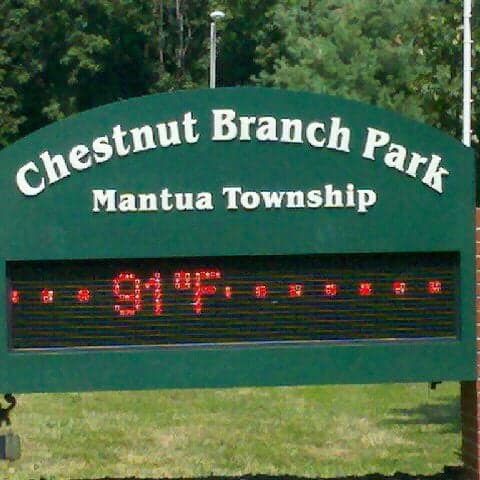 Chestnut Branch Park
Mantua Township
91°F